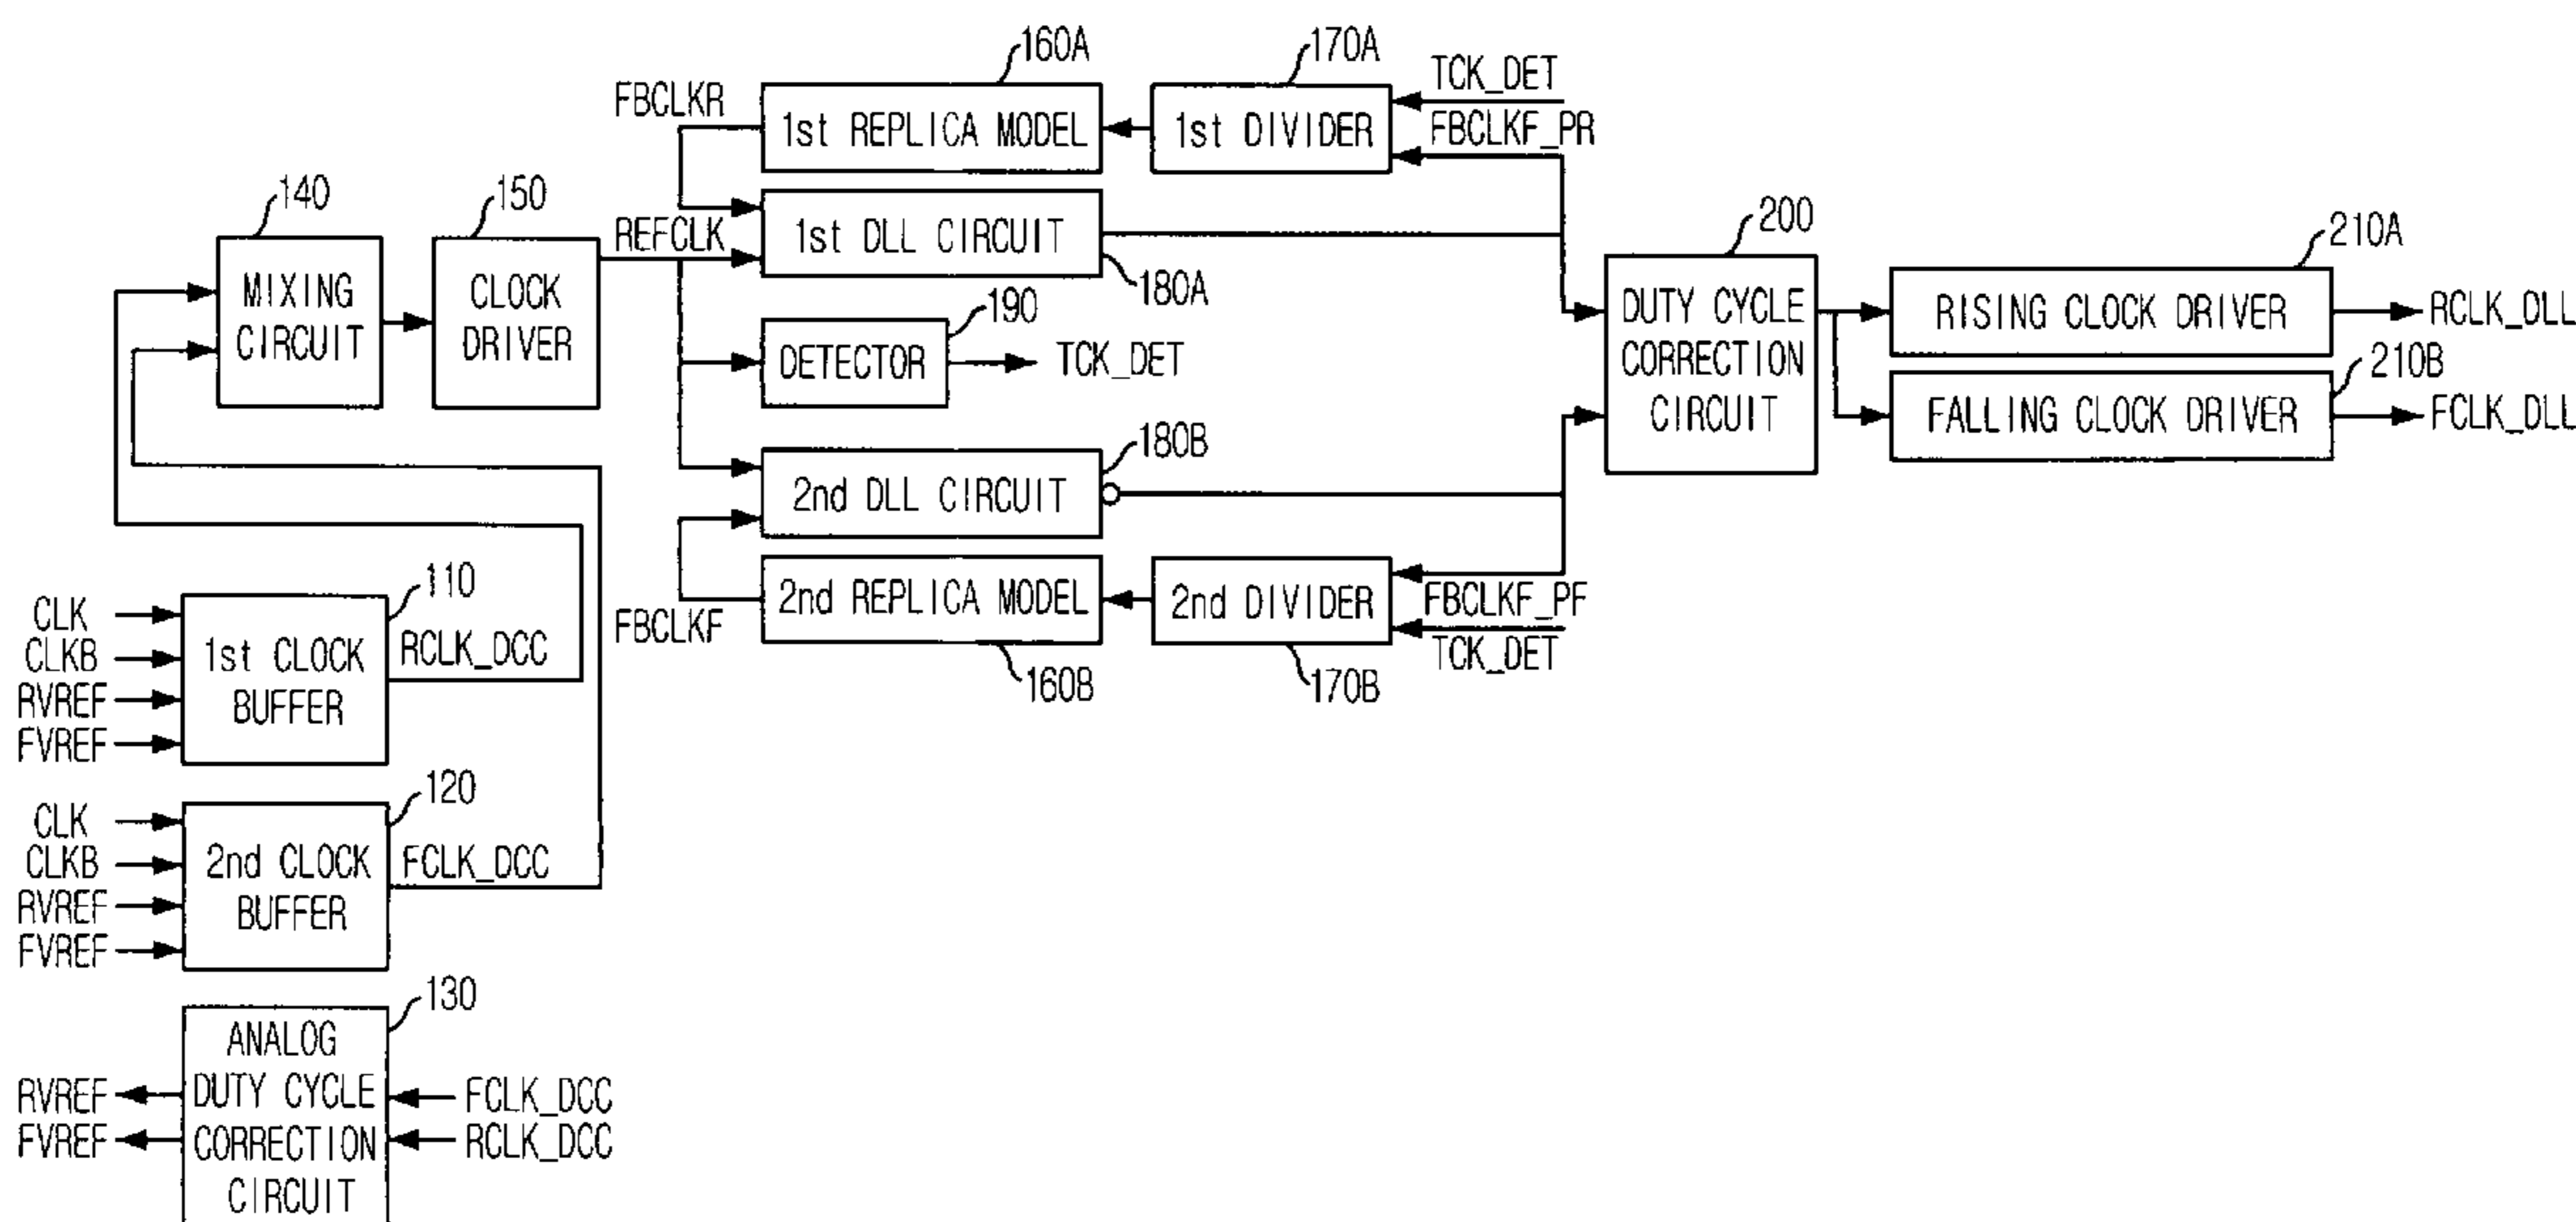 160A
170A
TCK_DET
FBCLKR
1st REPLICA MODEL
1st DIVIDER
FBCLKF_PR
140
150
200
REFCLK
1st DLL CIRCUIT
210A
180A
MIXING
CIRCUIT
CLOCK
DRIVER
190
DUTY CYCLE
CORRECTION
CIRCUIT
RISING CLOCK DRIVER
RCLK_DLL
DETECTOR
TCK_DET
210B
FALLING CLOCK DRIVER
FCLK_DLL
180B
2nd DLL CIRCUIT
110
CLK
CLKB
RVREF
FVREF
1st CLOCK
BUFFER
RCLK_DCC
FBCLKF
2nd REPLICA MODEL
2nd DIVIDER
FBCLKF_PF
TCK_DET
160B
170B
120
CLK
CLKB
RVREF
FVREF
2nd CLOCK
BUFFER
FCLK_DCC
130
ANALOG
DUTY CYCLE
CORRECTION
CIRCUIT
RVREF
FVREF
FCLK_DCC
RCLK_DCC